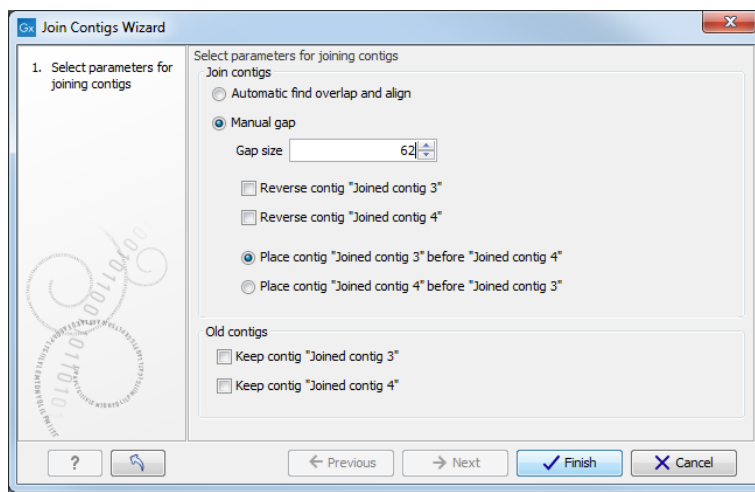 Gx Join Contigs Wizard
1. Select parameters for
joining contigs
Select parameters for joining contigs
Join contigs
Automatic find overlap and align
Manual gap
Gap size 62
Reverse contig "Joined contig 3"
Reverse contig "Joined contig 4"
Place contig "Joined contig 3" before "Joined contig 4"
Place contig "Joined contig 4" before "Joined contig 3"
Old contigs
Keep contig "Joined contig 3"
Keep contig "Joined contig 4"
? Previous Next Finish Cancel